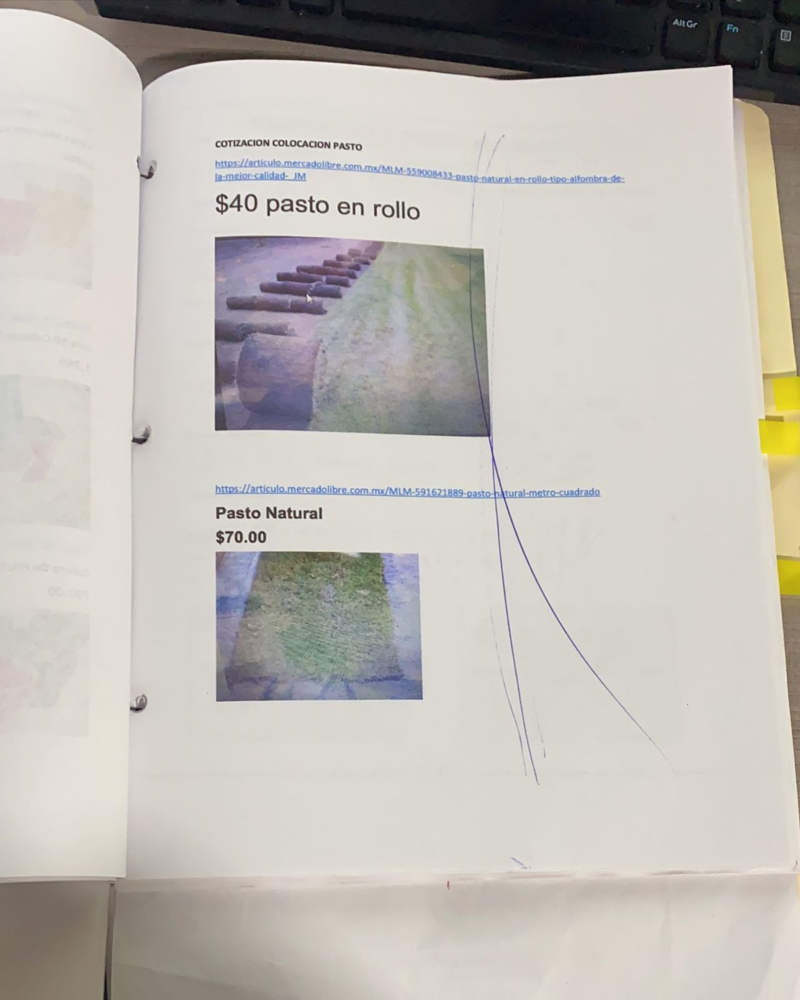 AltGr
Fn
COTIZACION COLOCACION PASTO
https://articulo.mercadolibre.com.mx/MLM-559008433-pasto-natural-en-rollo-tipo-alfombra-de-
la-mejor-calidad-_JM
$40 pasto en rollo
https://articulo.mercadolibre.com.mx/MLM-591621889-pasto-natural-metro-cuadrado
Pasto Natural
$70.00